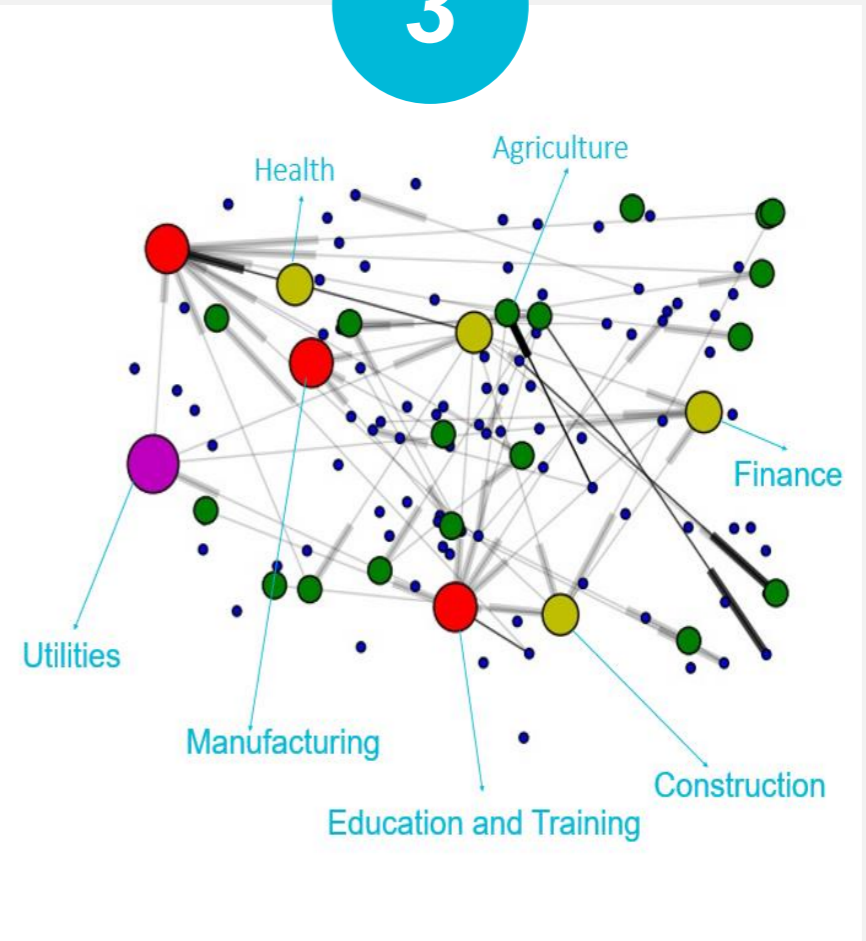 3
Agriculture
Health
Finance
Utilities
Manufacturing
Construction
Education and Training